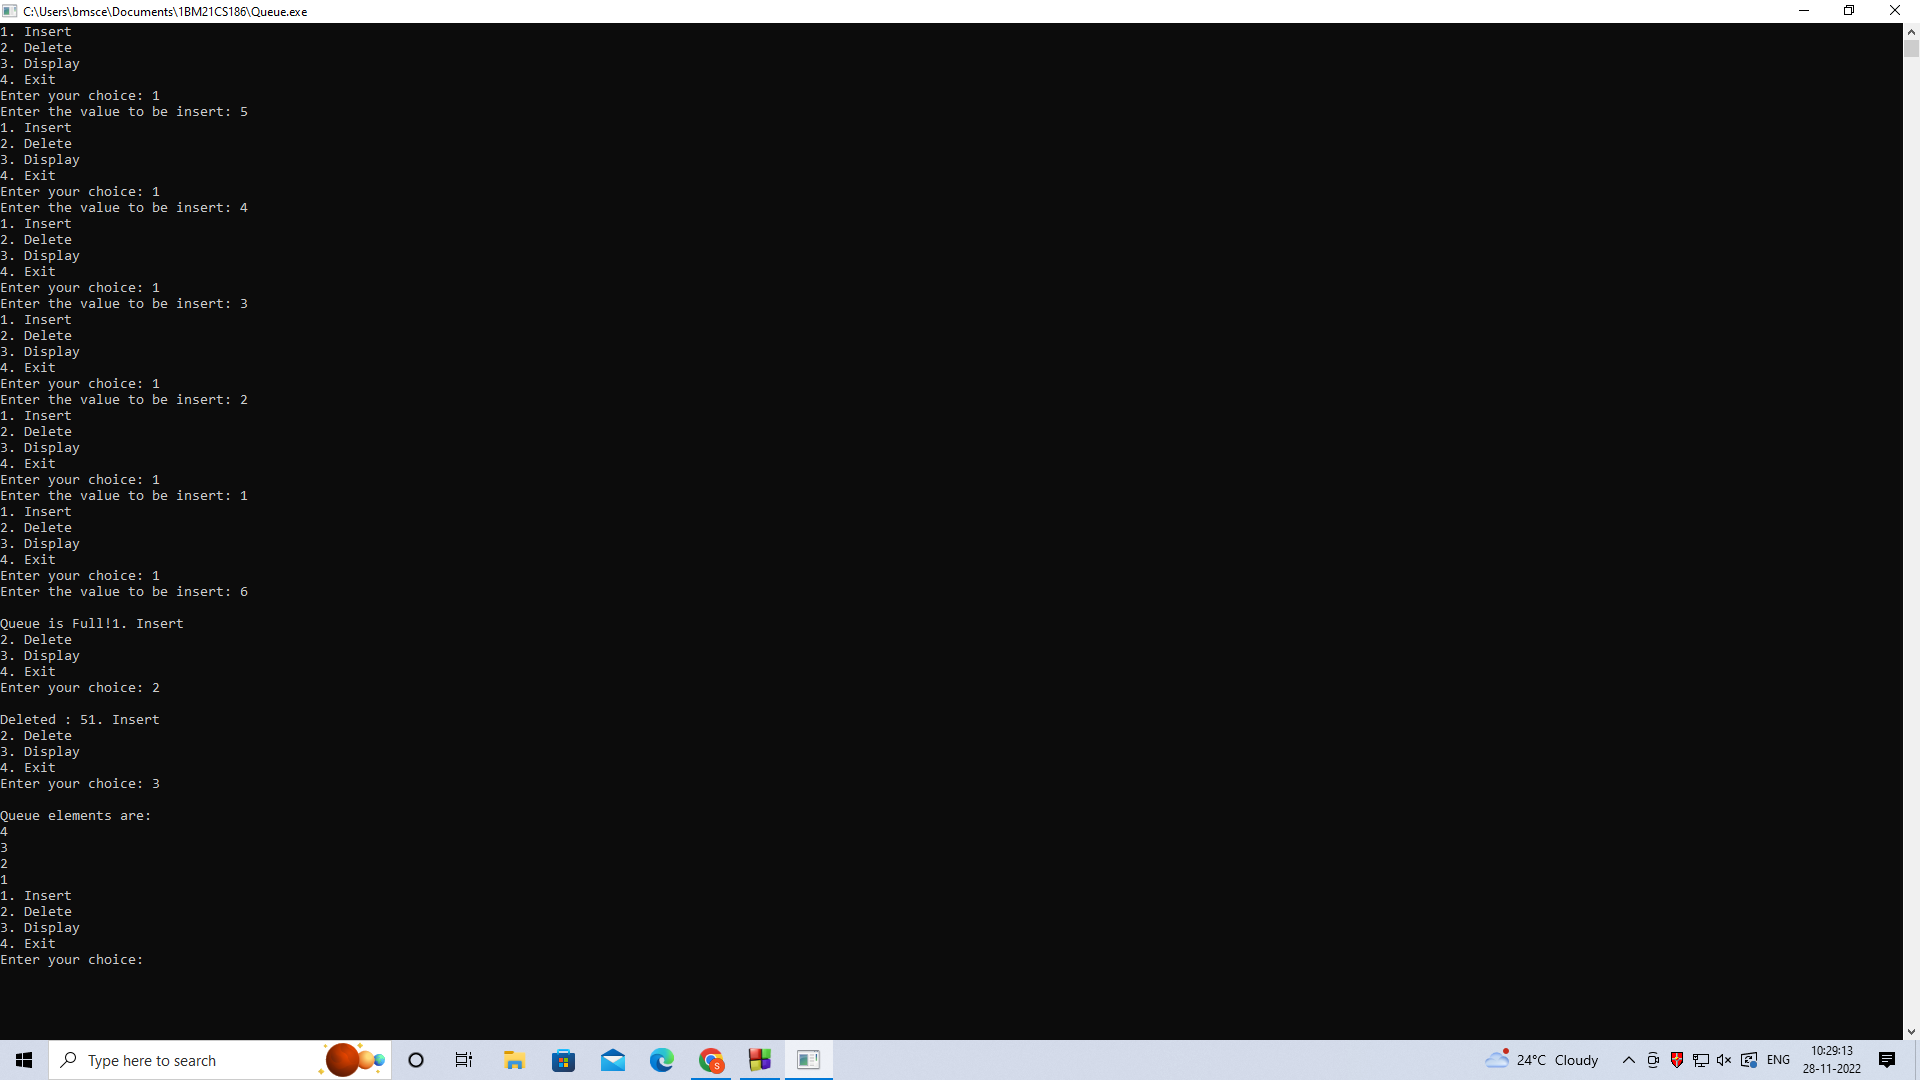 C:\Users\bmsce\Documents\1BM21CS186\Queue.exe
1. Insert
2. Delete
3. Display
4. Exit
Enter your choice: 1
Enter the value to be insert: 5
1. Insert
2. Delete
3. Display
4. Exit
Enter your choice: 1
Enter the value to be insert: 4
1. Insert
2. Delete
3. Display
4. Exit
Enter your choice: 1
Enter the value to be insert: 3
1. Insert
2. Delete
3. Display
4. Exit
Enter your choice: 1
Enter the value to be insert: 2
1. Insert
2. Delete
3. Display
4. Exit
Enter your choice: 1
Enter the value to be insert: 1
1. Insert
2. Delete
3. Display
4. Exit
Enter your choice: 1
Enter the value to be insert: 6
Queue is Full!1. Insert
2. Delete
3. Display
4. Exit
Enter your choice: 2
Deleted : 51. Insert
2. Delete
3. Display
4. Exit
Enter your choice: 3
Queue elements are:
4
3
2
1
1. Insert
2. Delete
3. Display
4. Exit
Enter your choice:
Type here to search
S
24°C Cloudy
ENG
10:29:13
28-11-2022